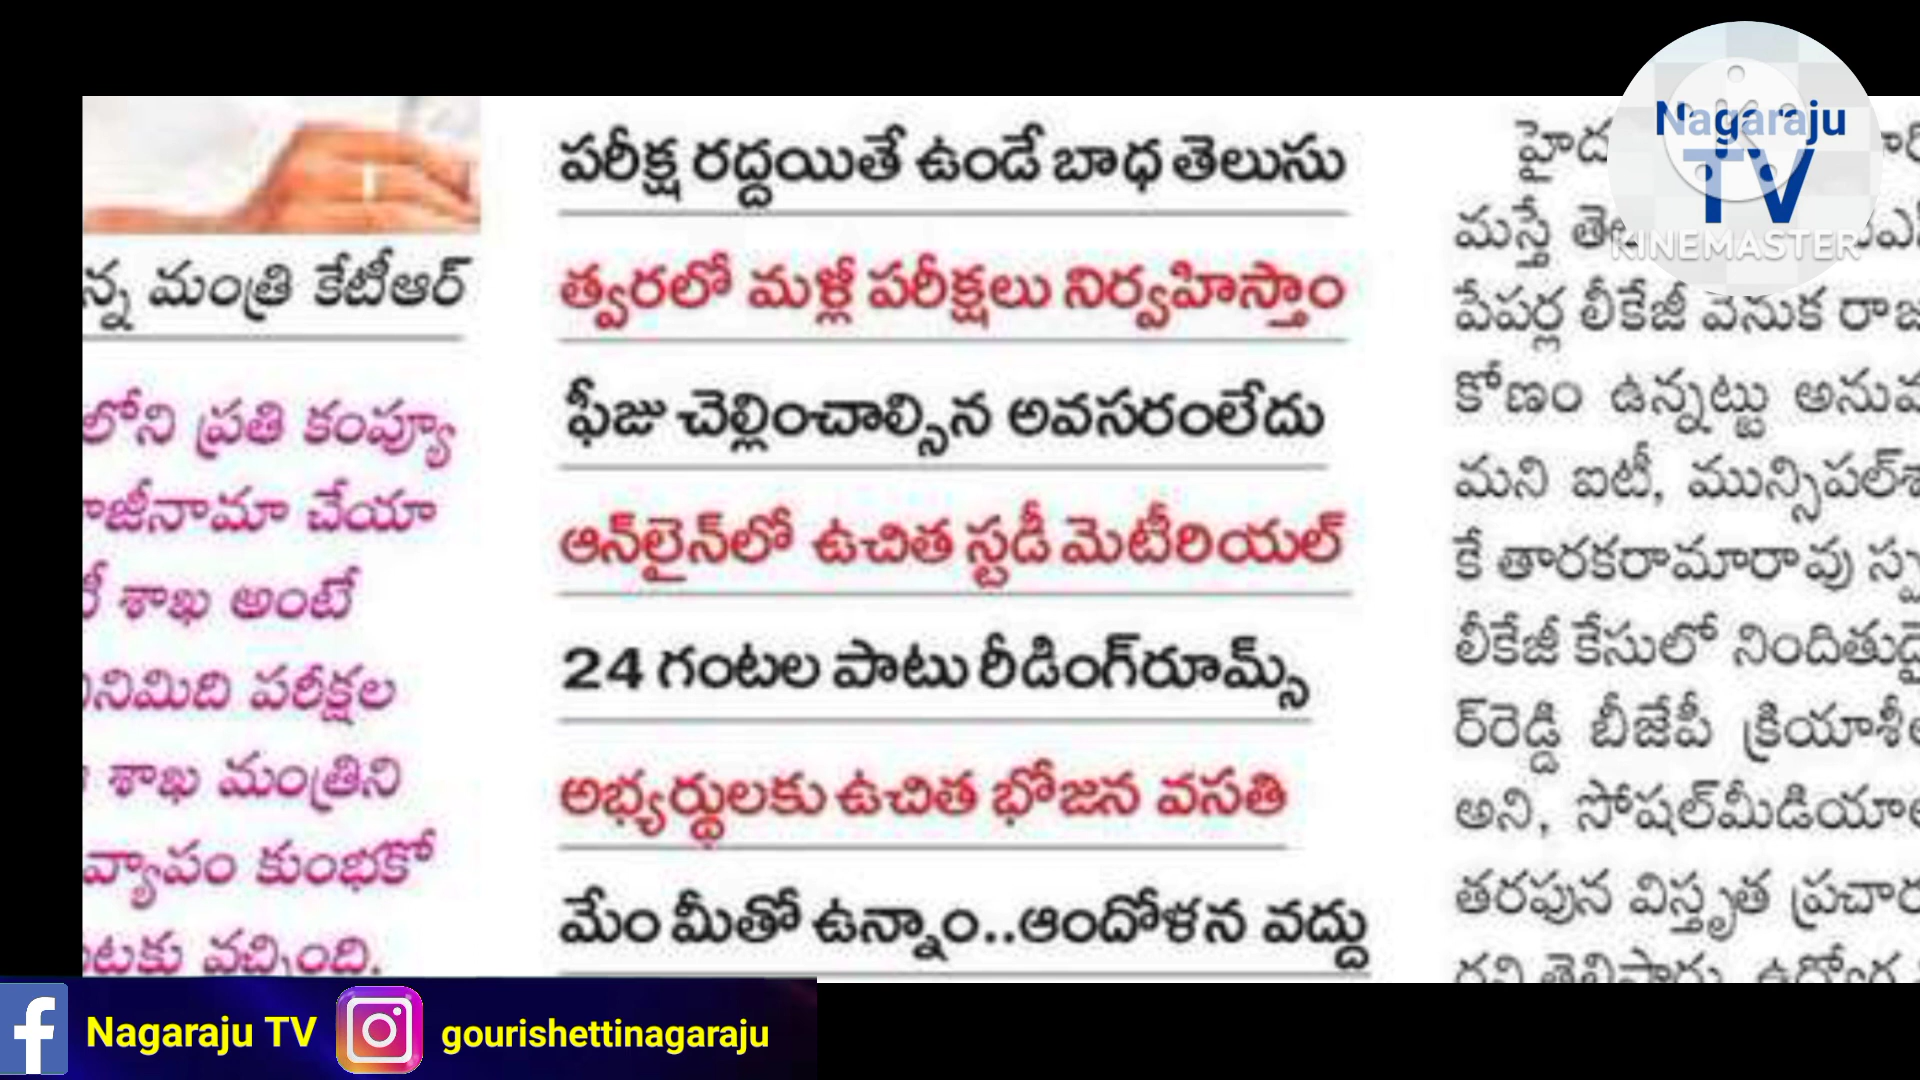 న్న మంత్రి కేటీఆర్
లోని ప్రతి కంప్యూ
రాజీనామా చేయా
టీ శాఖ అంటే
నిమిది పరీక్షల
శాఖ మంత్రిని
వ్యాపం కుంభకో
టకు వచ్చింది.
పరీక్ష రద్దయితే ఉండే బాధ తెలుసు
త్వరలో మళ్లీ పరీక్షలు నిర్వహిస్తాం
ఫీజు చెల్లించాల్సిన అవసరంలేదు
ఆన్‌లైన్‌లో ఉచిత స్టడీ మెటీరియల్
24 గంటల పాటు రీడింగ్‌రూమ్స్
అభ్యర్థులకు ఉచిత భోజన వసతి
మేం మీతో ఉన్నాం..ఆందోళన వద్దు
హైద
మస్తే తె
పేపర్ల లీకేజీ వెనుక రాజ
కోణం ఉన్నట్టు అనుమ
మని ఐటీ, మున్సిపల్‌శా
కే తారకరామారావు స్ప
లీకేజీ కేసులో నిందితుడై
ర్‌రెడ్డి బీజేపీ క్రియాశీల
అని, సోషల్‌మీడియాల
తరఫున విస్తృత ప్రచార
Nagaraju
TV
KINEMASTER
Nagaraju TV
gourishettinagaraju